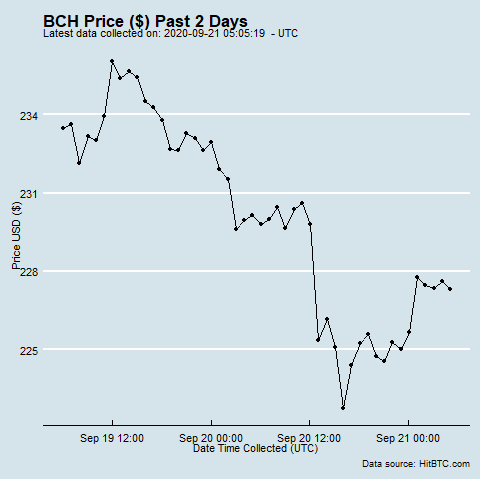 BCH Price ($) Past 2 Days
Latest data collected on: 2020-09-21 05:05:19 - UTC
234
231
228
225
Price USD ($)
Sep 19 12:00 Sep 20 00:00 Sep 20 12:00 Sep 21 00:00
Date Time Collected (UTC)
Data source: HitBTC.com